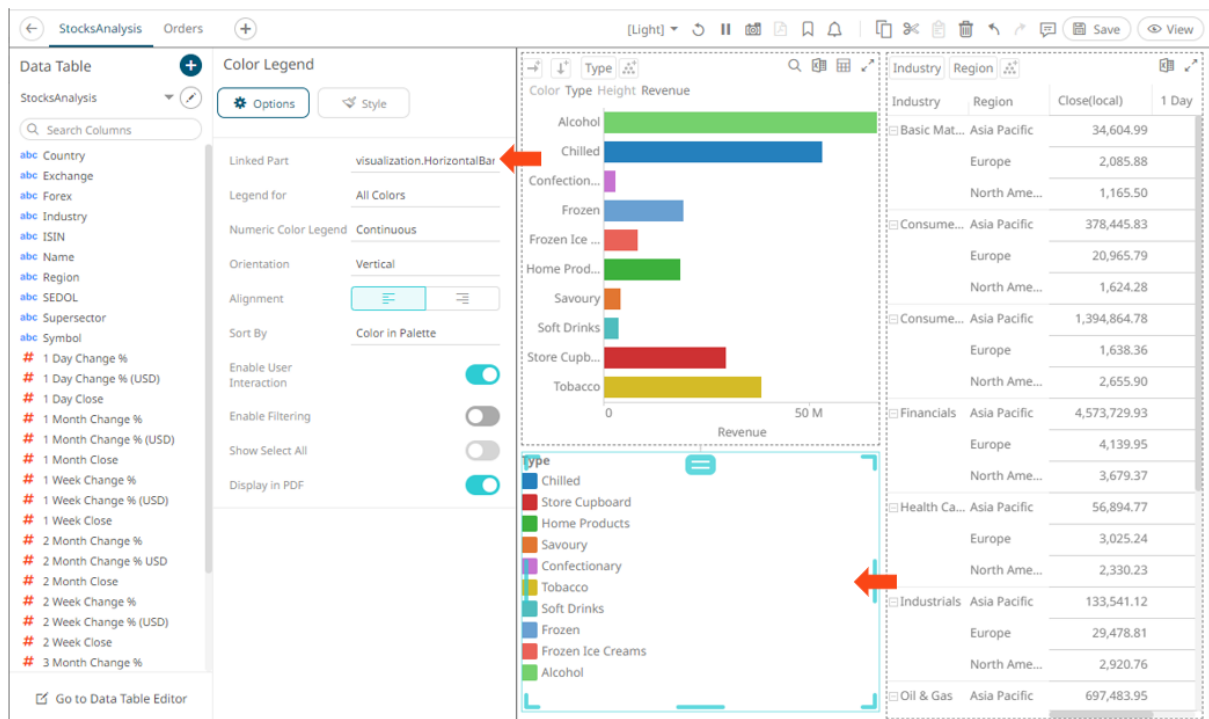 StocksAnalysis Orders
[Light] Save View
Data Table
StocksAnalysis
Search Columns
abc Country
abc Exchange
abc Forex
abc Industry
abc ISIN
abc Name
abc Region
abc SEDOL
abc Supersector
abc Symbol
# 1 Day Change %
# 1 Day Change % (USD)
# 1 Day Close
# 1 Month Change %
# 1 Month Change % (USD)
# 1 Month Close
# 1 Week Change %
# 1 Week Change % (USD)
# 1 Week Close
# 2 Month Change %
# 2 Month Change % USD
# 2 Month Close
# 2 Week Change %
# 2 Week Change % (USD)
# 2 Week Close
# 3 Month Change %
Go to Data Table Editor
Color Legend
Options Style
Linked Part visualization.HorizontalBar
Legend for All Colors
Numeric Color Legend Continuous
Orientation Vertical
Alignment
Sort By Color in Palette
Enable User
Interaction
Enable Filtering
Show Select All
Display in PDF
Type
Color Type Height Revenue
Alcohol
Chilled
Confection...
Frozen
Frozen Ice ...
Home Prod...
Savoury
Soft Drinks
Store Cupb...
Tobacco
0 50 M
Revenue
Type
Chilled
Store Cupboard
Home Products
Savoury
Confectionary
Tobacco
Soft Drinks
Frozen
Frozen Ice Creams
Alcohol
Industry Region
Industry Region Close(local) 1 Day
Basic Mat... Asia Pacific 34,604.99
Europe 2,085.88
North Ame... 1,165.50
Consume... Asia Pacific 378,445.83
Europe 20,965.79
North Ame... 1,624.28
Consume... Asia Pacific 1,394,864.78
Europe 1,638.36
North Ame... 2,655.90
Financials Asia Pacific 4,573,729.93
Europe 4,139.95
North Ame... 3,679.37
Health Ca... Asia Pacific 56,894.77
Europe 3,025.24
North Ame... 2,330.23
Industrials Asia Pacific 133,541.12
Europe 29,478.81
North Ame... 2,920.76
Oil & Gas Asia Pacific 697,483.95